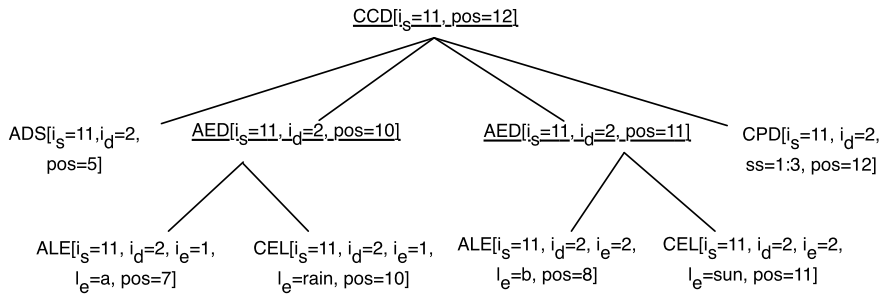 CCD[is=11, pos=12]
ADS[is=11,id=2,
pos=5]
AED[is=11, id=2, pos=10]
AED[is=11, id=2, pos=11]
CPD[is=11, id=2,
ss=1:3, pos=12]
ALE[is=11, id=2, ie=1,
le=a, pos=7]
CEL[is=11, id=2, ie=1,
le=rain, pos=10]
ALE[is=11, id=2, ie=2,
le=b, pos=8]
CEL[is=11, id=2, ie=2,
le=sun, pos=11]